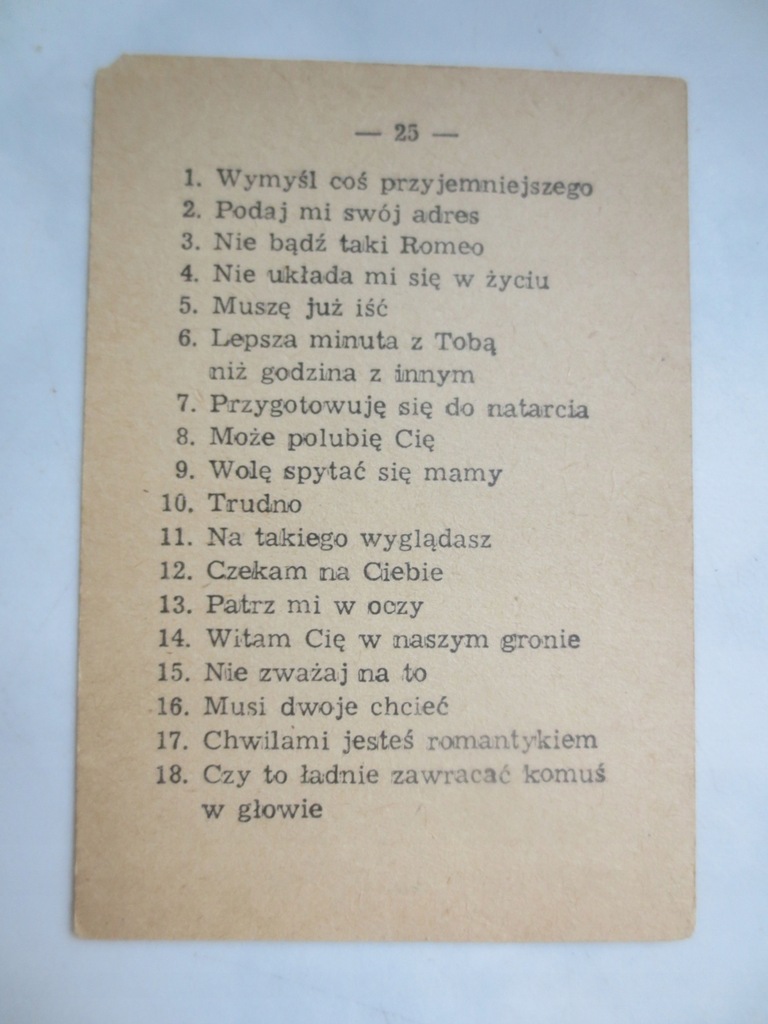 — 25 —
1. Wymyśl coś przyjemniejszego
2. Podaj mi swój adres
3. Nie bądź taki Romeo
4. Nie układa mi się w życiu
5. Muszę już iść
6. Lepsza minuta z Tobą
niż godzina z innym
7. Przygotowuję się do natarcia
8. Może polubię Cię
9. Wolę spytać się mamy
10. Trudno
11. Na takiego wyglądasz
12. Czekam na Ciebie
13. Patrz mi w oczy
14. Witam Cię w naszym gronie
15. Nie zważaj na to
16. Musi dwoje chcieć
17. Chwilami jesteś romantykiem
18. Czy to ładnie zawracać komuś
w głowie